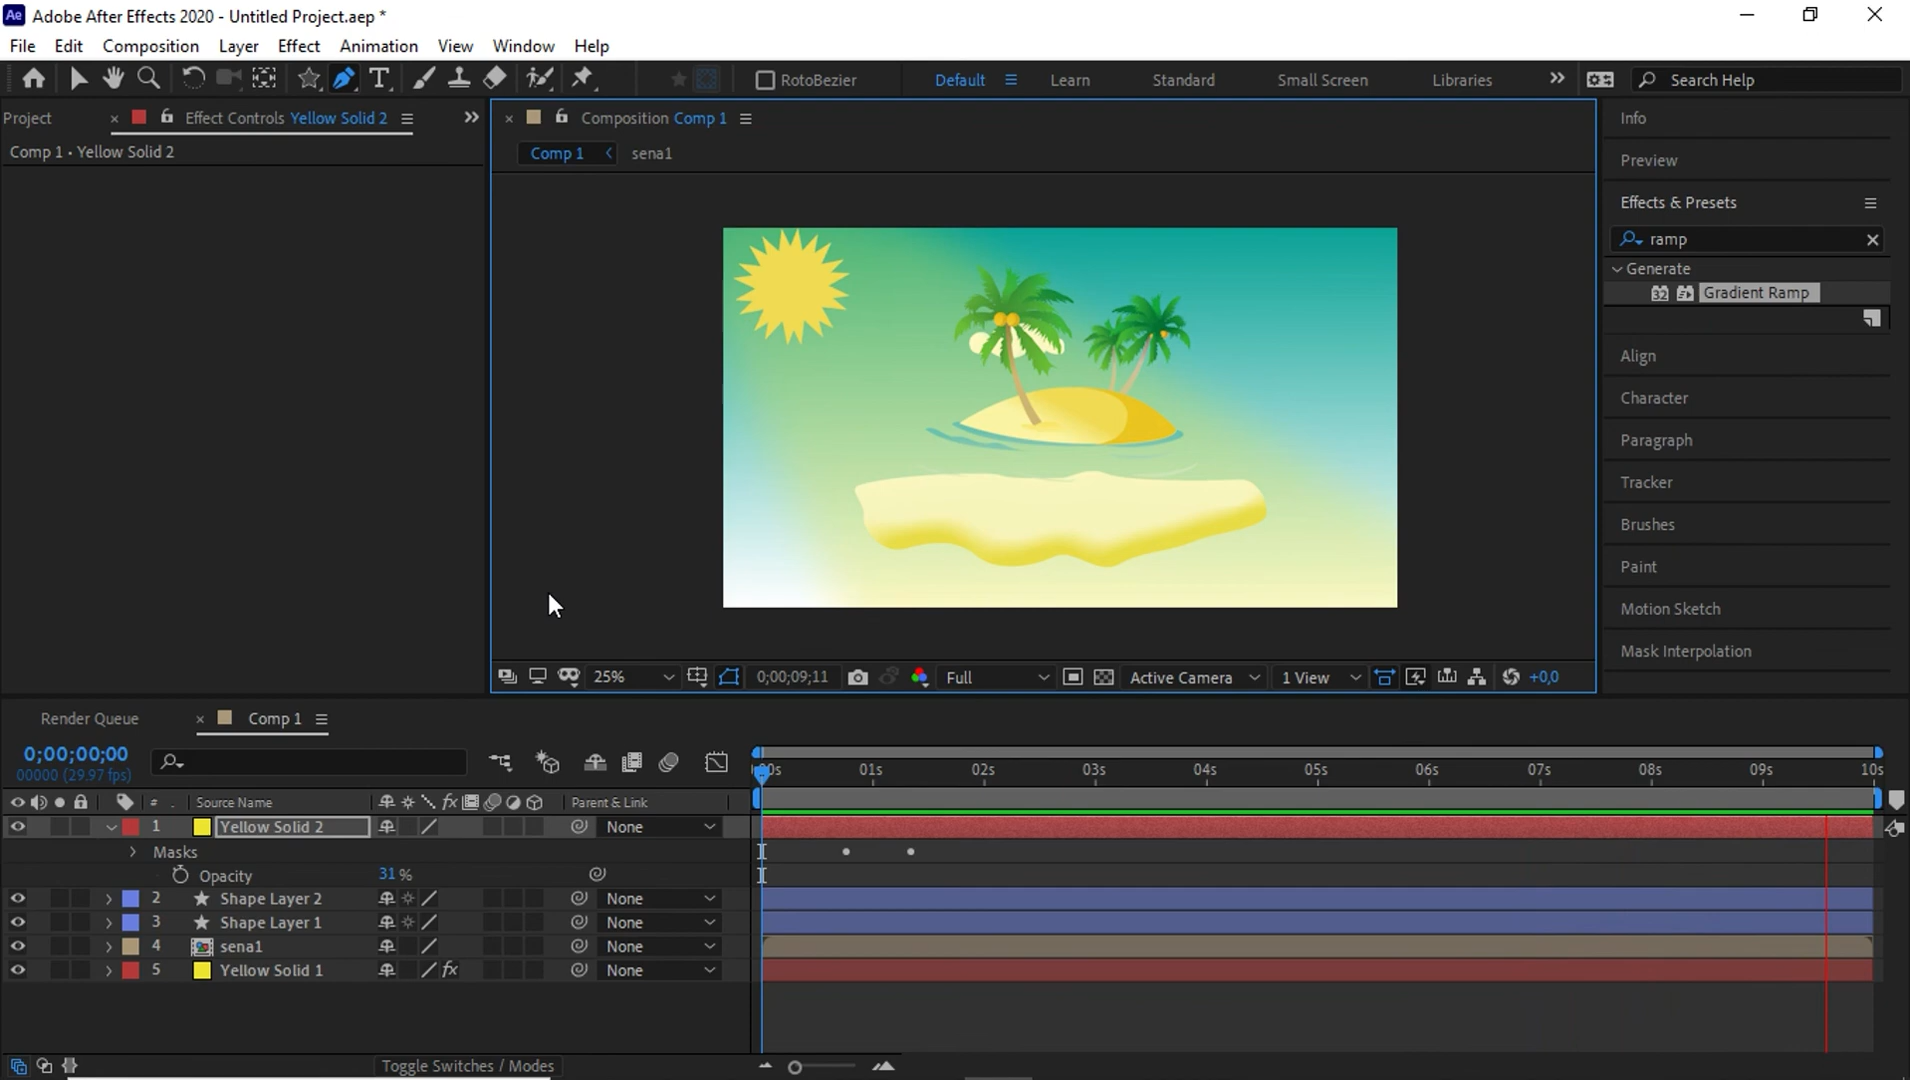 Ae Adobe After Effects 2020 - Untitled Project.aep *
File Edit Composition Layer Effect Animation View Window Help
T RotoBezier Default Learn Standard Small Screen Libraries Search Help
Project Effect Controls Yellow Solid 2
Comp 1 • Yellow Solid 2
Composition Comp 1
Comp 1 sena1
Info
Preview
Effects & Presets
ramp
Generate
32 Gradient Ramp
Align
Character
Paragraph
Tracker
Brushes
Paint
Motion Sketch
Mask Interpolation
25% 0;00;09;11 Full Active Camera 1 View +0,0
Render Queue Comp 1
0;00;00;00
00000 (29.97 fps)
01s 02s 03s 04s 05s 06s 07s 08s 09s 10s
# Source Name fx Parent & Link
1 Yellow Solid 2 None
Masks
Opacity 31 %
2 Shape Layer 2 None
3 Shape Layer 1 None
4 sena1 None
5 Yellow Solid 1 fx None
Toggle Switches / Modes